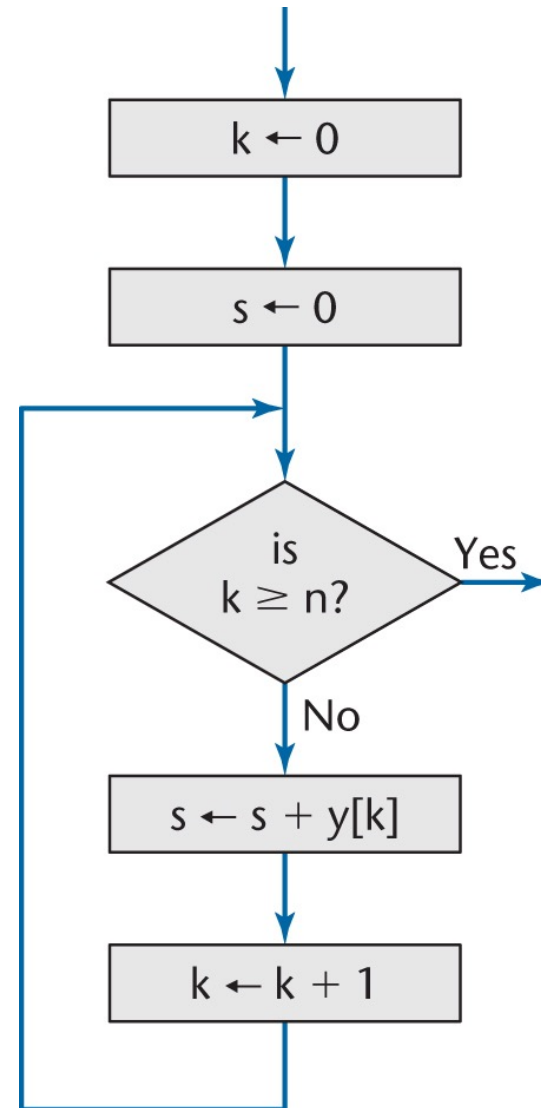 k ← 0
s ← 0
is
k ≥ n?
Yes
No
s ← s + y[k]
k ← k + 1